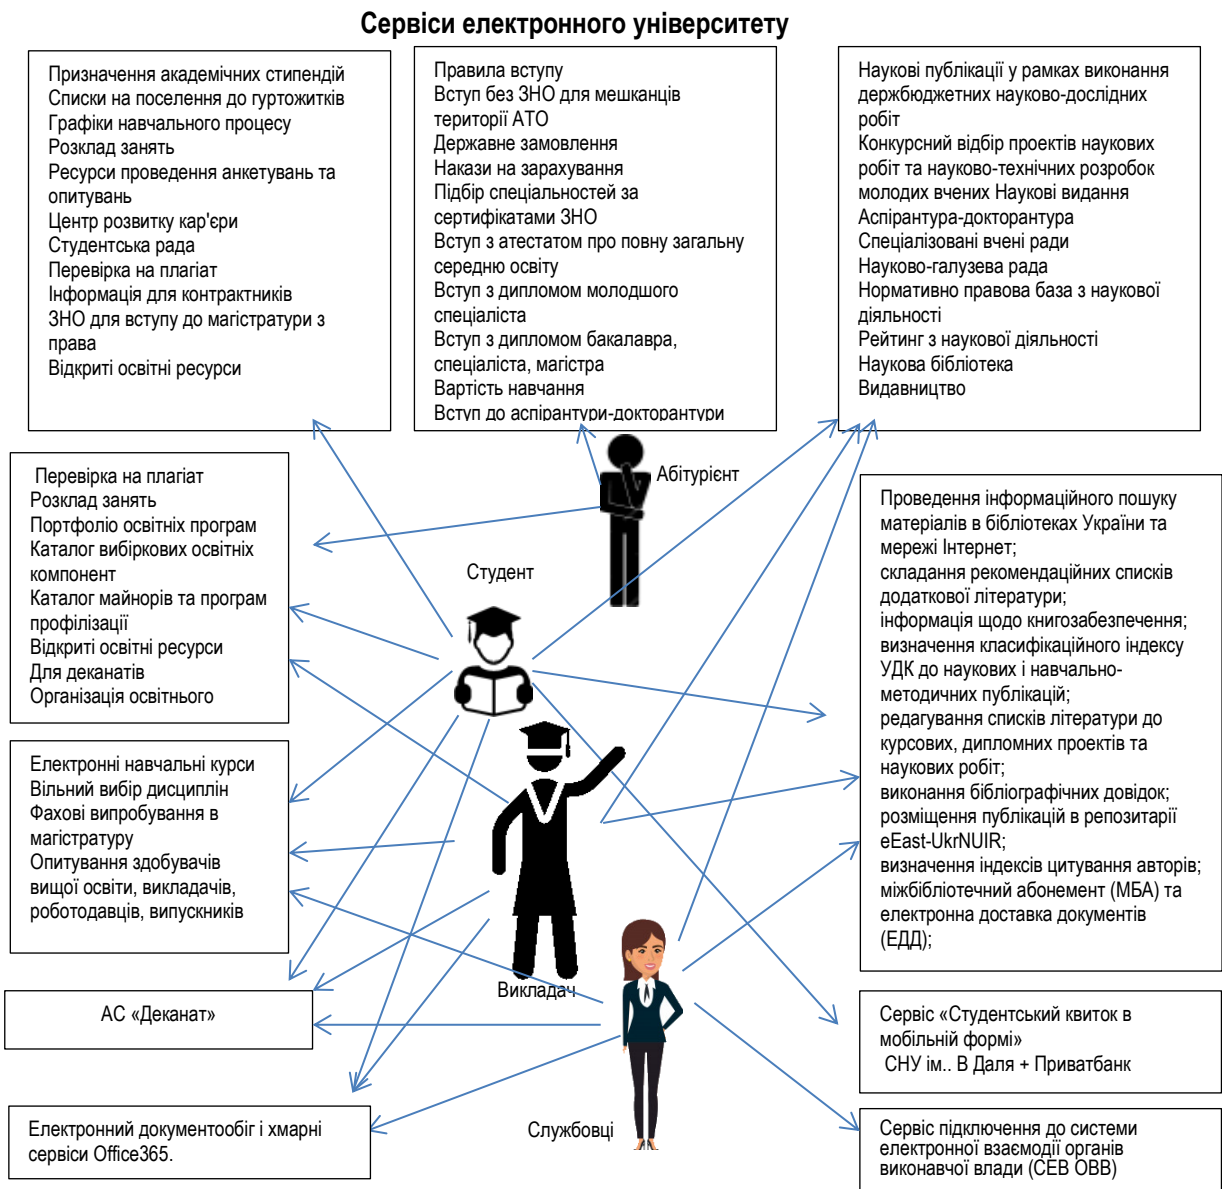 Сервіси електронного університету
Призначення академічних стипендій
Списки на поселення до гуртожитків
Графіки навчального процесу
Розклад занять
Ресурси проведення анкетувань та
опитувань
Центр розвитку кар'єри
Студентська рада
Перевірка на плагіат
Інформація для контрактників
ЗНО для вступу до магістратури з
права
Відкриті освітні ресурси
Правила вступу
Вступ без ЗНО для мешканців
території АТО
Державне замовлення
Накази на зарахування
Підбір спеціальностей за
сертифікатами ЗНО
Вступ з атестатом про повну загальну
середню освіту
Вступ з дипломом молодшого
спеціаліста
Вступ з дипломом бакалавра,
спеціаліста, магістра
Вартість навчання
Вступ до аспірантури-докторантури
Наукові публікації у рамках виконання
держбюджетних науково-дослідних
робіт
Конкурсний відбір проектів наукових
робіт та науково-технічних розробок
молодих вчених Наукові видання
Аспірантура-докторантура
Спеціалізовані вчені ради
Науково-галузева рада
Нормативно правова база з наукової
діяльності
Рейтинг з наукової діяльності
Наукова бібліотека
Видавництво
Абітурієнт
Перевірка на плагіат
Розклад занять
Портфоліо освітніх програм
Каталог вибіркових освітніх
компонент
Каталог майнорів та програм
профілізації
Відкриті освітні ресурси
Для деканатів
Організація освітнього
Студент
Проведення інформаційного пошуку
матеріалів в бібліотеках України та
мережі Інтернет;
складання рекомендаційних списків
додаткової літератури;
інформація щодо книгозабезпечення;
визначення класифікаційного індексу
УДК до наукових і навчально-
методичних публікацій;
редагування списків літератури до
курсових, дипломних проектів та
наукових робіт;
виконання бібліографічних довідок;
розміщення публікацій в репозитарії
eEast-UkrNUIR;
визначення індексів цитування авторів;
міжбібліотечний абонемент (МБА) та
електронна доставка документів
(ЕДД);
Електронні навчальні курси
Вільний вибір дисциплін
Фахові випробування в
магістратуру
Опитування здобувачів
вищої освіти, викладачів,
роботодавців, випускників
Викладач
АС «Деканат»
Сервіс «Студентський квиток в
мобільній формі»
СНУ ім.. В Даля + Приватбанк
Електронний документообіг і хмарні
сервіси Office365.
Службовці
Сервіс підключення до системи
електронної взаємодії органів
виконавчої влади (СЕВ ОВВ)